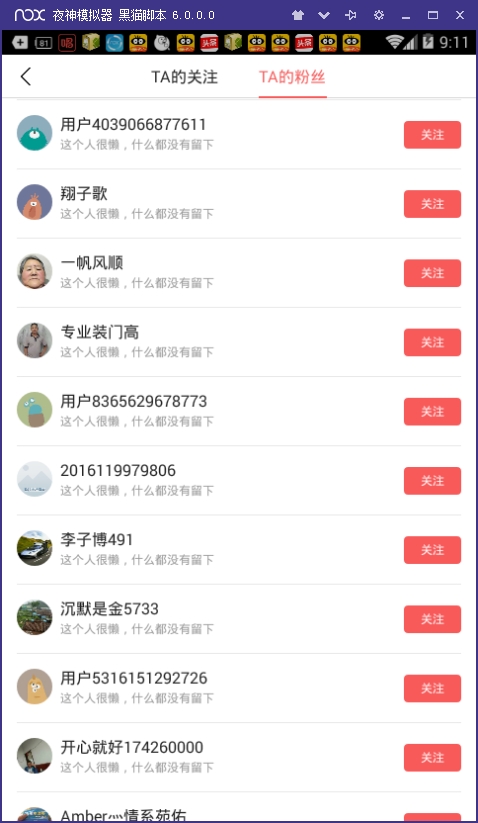 nox 夜神模拟器 黑猫脚本 6.0.0.0
81 头条 头条 9:11
TA的关注 TA的粉丝
用户4039066877611
这个人很懒，什么都没有留下
关注
翔子歌
这个人很懒，什么都没有留下
关注
一帆风顺
这个人很懒，什么都没有留下
关注
专业装门高
这个人很懒，什么都没有留下
关注
用户8365629678773
这个人很懒，什么都没有留下
关注
2016119979806
这个人很懒，什么都没有留下
关注
李子博491
这个人很懒，什么都没有留下
关注
沉默是金5733
这个人很懒，什么都没有留下
关注
用户5316151292726
这个人很懒，什么都没有留下
关注
开心就好174260000
这个人很懒，什么都没有留下
关注
Amber灬情系苑佑